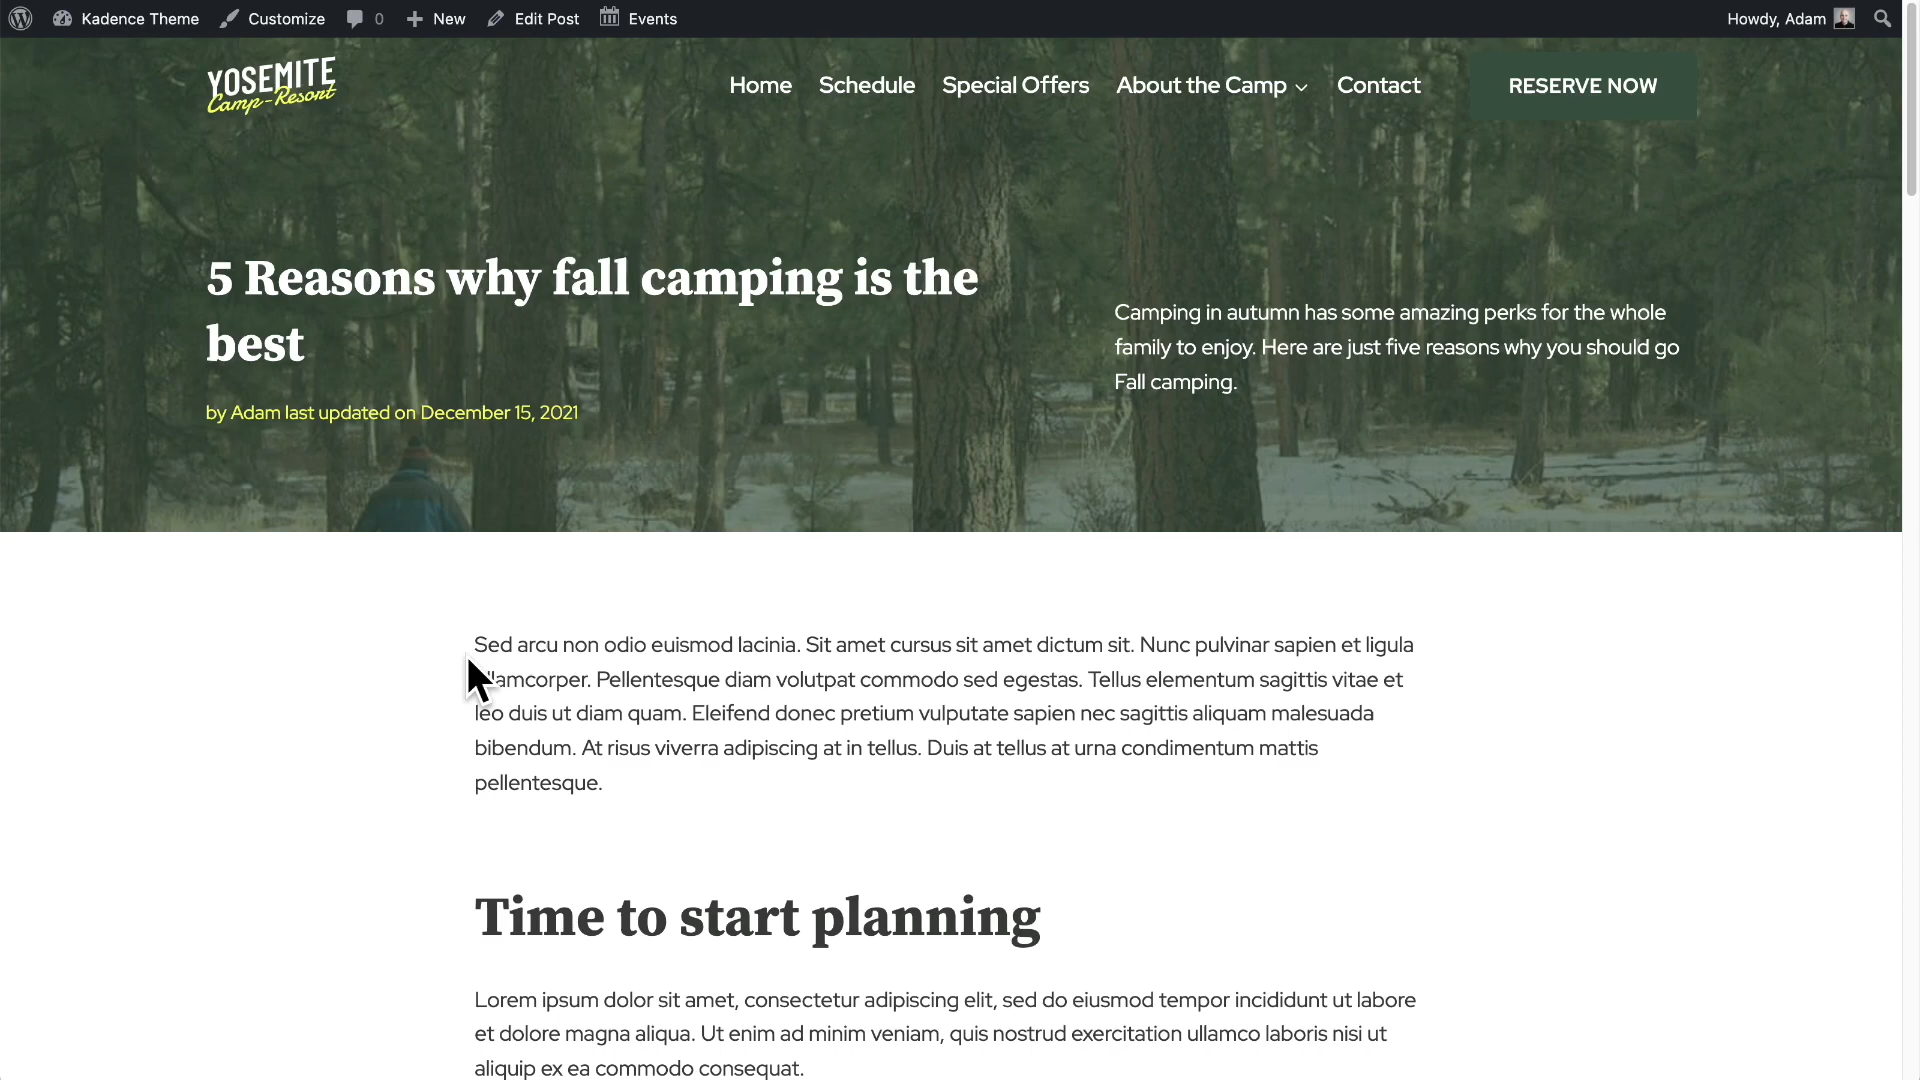 Kadence Theme Customize 0 New Edit Post Events Howdy, Adam
YOSEMITE
Camp-Resort
Home Schedule Special Offers About the Camp Contact RESERVE NOW
5 Reasons why fall camping is the
best
by Adam last updated on December 15, 2021
Camping in autumn has some amazing perks for the whole
family to enjoy. Here are just five reasons why you should go
Fall camping.
Sed arcu non odio euismod lacinia. Sit amet cursus sit amet dictum sit. Nunc pulvinar sapien et ligula
ullamcorper. Pellentesque diam volutpat commodo sed egestas. Tellus elementum sagittis vitae et
leo duis ut diam quam. Eleifend donec pretium vulputate sapien nec sagittis aliquam malesuada
bibendum. At risus viverra adipiscing at in tellus. Duis at tellus at urna condimentum mattis
pellentesque.
Time to start planning
Lorem ipsum dolor sit amet, consectetur adipiscing elit, sed do eiusmod tempor incididunt ut labore
et dolore magna aliqua. Ut enim ad minim veniam, quis nostrud exercitation ullamco laboris nisi ut
aliquip ex ea commodo consequat.